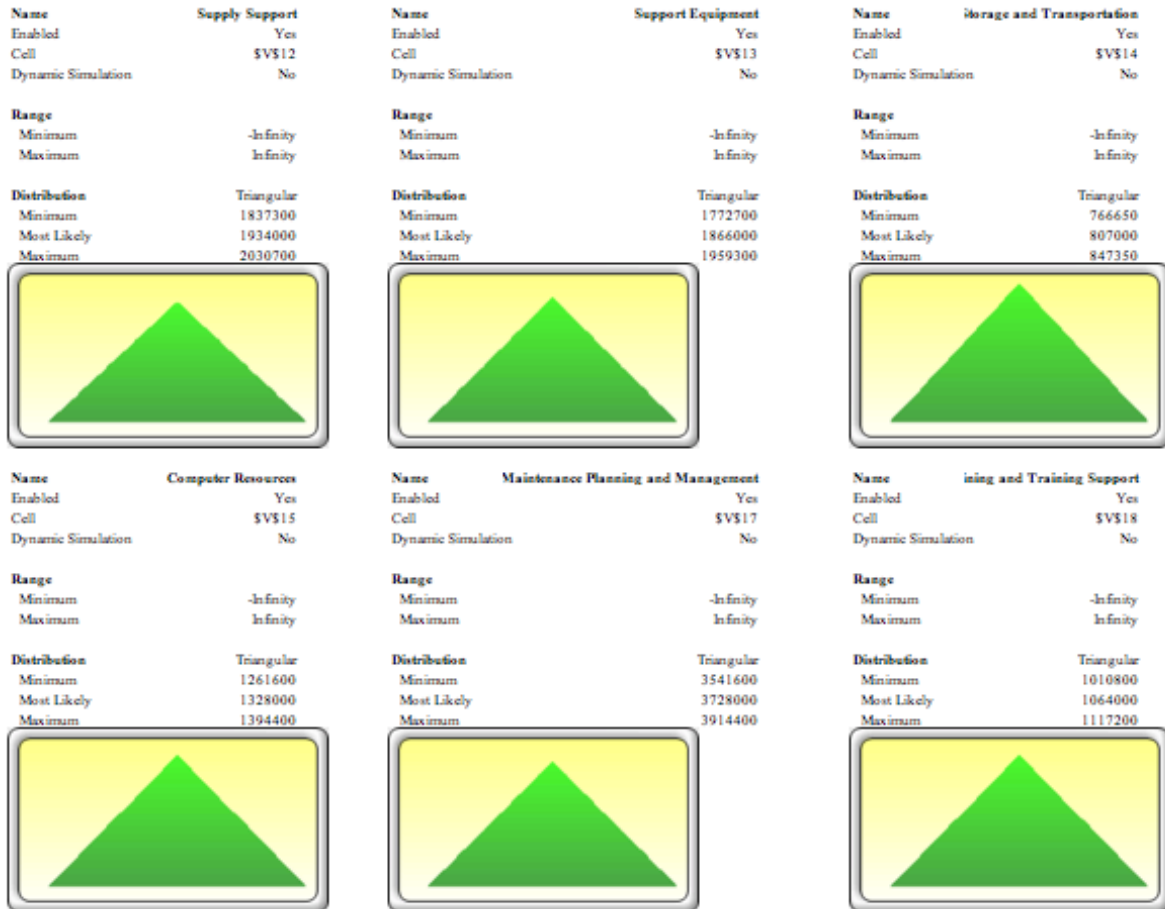 Name Supply Support
Enabled Yes
Cell $V$12
Dynamic Simulation No
Range
Minimum -Infinity
Maximum Infinity
Distribution Triangular
Minimum 1837300
Most Likely 1934000
Maximum 2030700
Name Support Equipment
Enabled Yes
Cell $V$13
Dynamic Simulation No
Range
Minimum -Infinity
Maximum Infinity
Distribution Triangular
Minimum 1772700
Most Likely 1866000
Maximum 1959300
Name Storage and Transportation
Enabled Yes
Cell $V$14
Dynamic Simulation No
Range
Minimum -Infinity
Maximum Infinity
Distribution Triangular
Minimum 766650
Most Likely 807000
Maximum 847350
Name Computer Resources
Enabled Yes
Cell $V$15
Dynamic Simulation No
Range
Minimum -Infinity
Maximum Infinity
Distribution Triangular
Minimum 1261600
Most Likely 1328000
Maximum 1394400
Name Maintenance Planning and Management
Enabled Yes
Cell $V$17
Dynamic Simulation No
Range
Minimum -Infinity
Maximum Infinity
Distribution Triangular
Minimum 3541600
Most Likely 3728000
Maximum 3914400
Name ining and Training Support
Enabled Yes
Cell $V$18
Dynamic Simulation No
Range
Minimum -Infinity
Maximum Infinity
Distribution Triangular
Minimum 1010800
Most Likely 1064000
Maximum 1117200